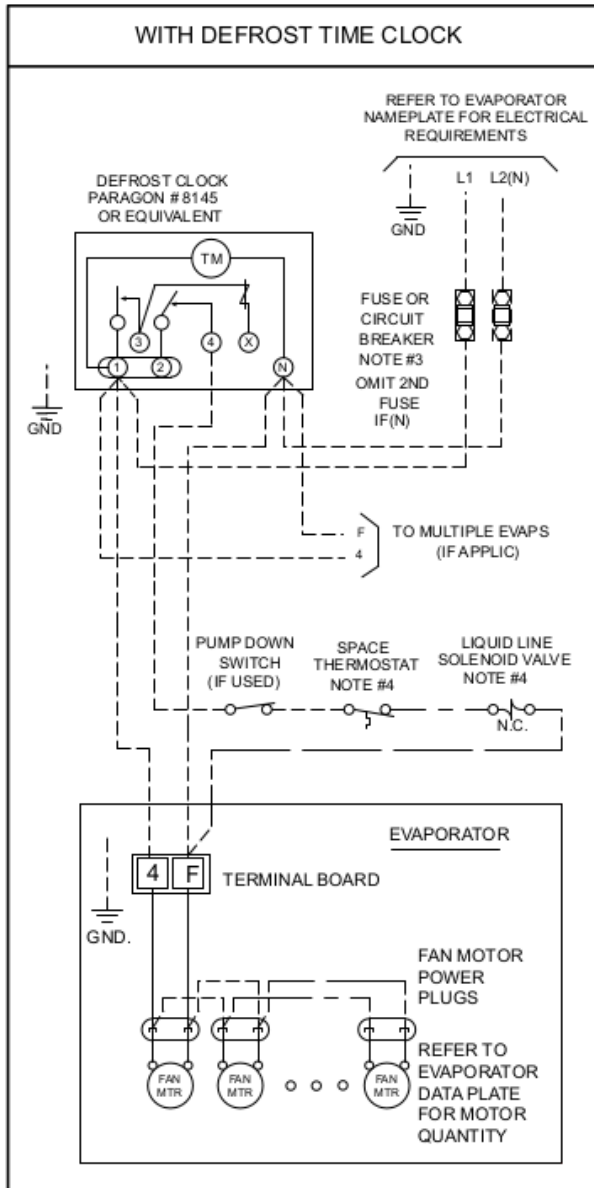 WITH DEFROST TIME CLOCK
REFER TO EVAPORATOR
NAMEPLATE FOR ELECTRICAL
REQUIREMENTS
L1 L2(N)
GND
DEFROST CLOCK
PARAGON # 8145
OR EQUIVALENT
TM
3 4 X
1 2 N
GND
FUSE OR
CIRCUIT
BREAKER
NOTE #3
OMIT 2ND
FUSE
IF(N)
F
4
TO MULTIPLE EVAPS
(IF APPLIC)
PUMP DOWN
SWITCH
(IF USED)
SPACE
THERMOSTAT
NOTE #4
LIQUID LINE
SOLENOID VALVE
NOTE #4
N.C.
EVAPORATOR
4 F
TERMINAL BOARD
GND.
FAN MOTOR
POWER
PLUGS
FAN
MTR
FAN
MTR
FAN
MTR
REFER TO
EVAPORATOR
DATA PLATE
FOR MOTOR
QUANTITY